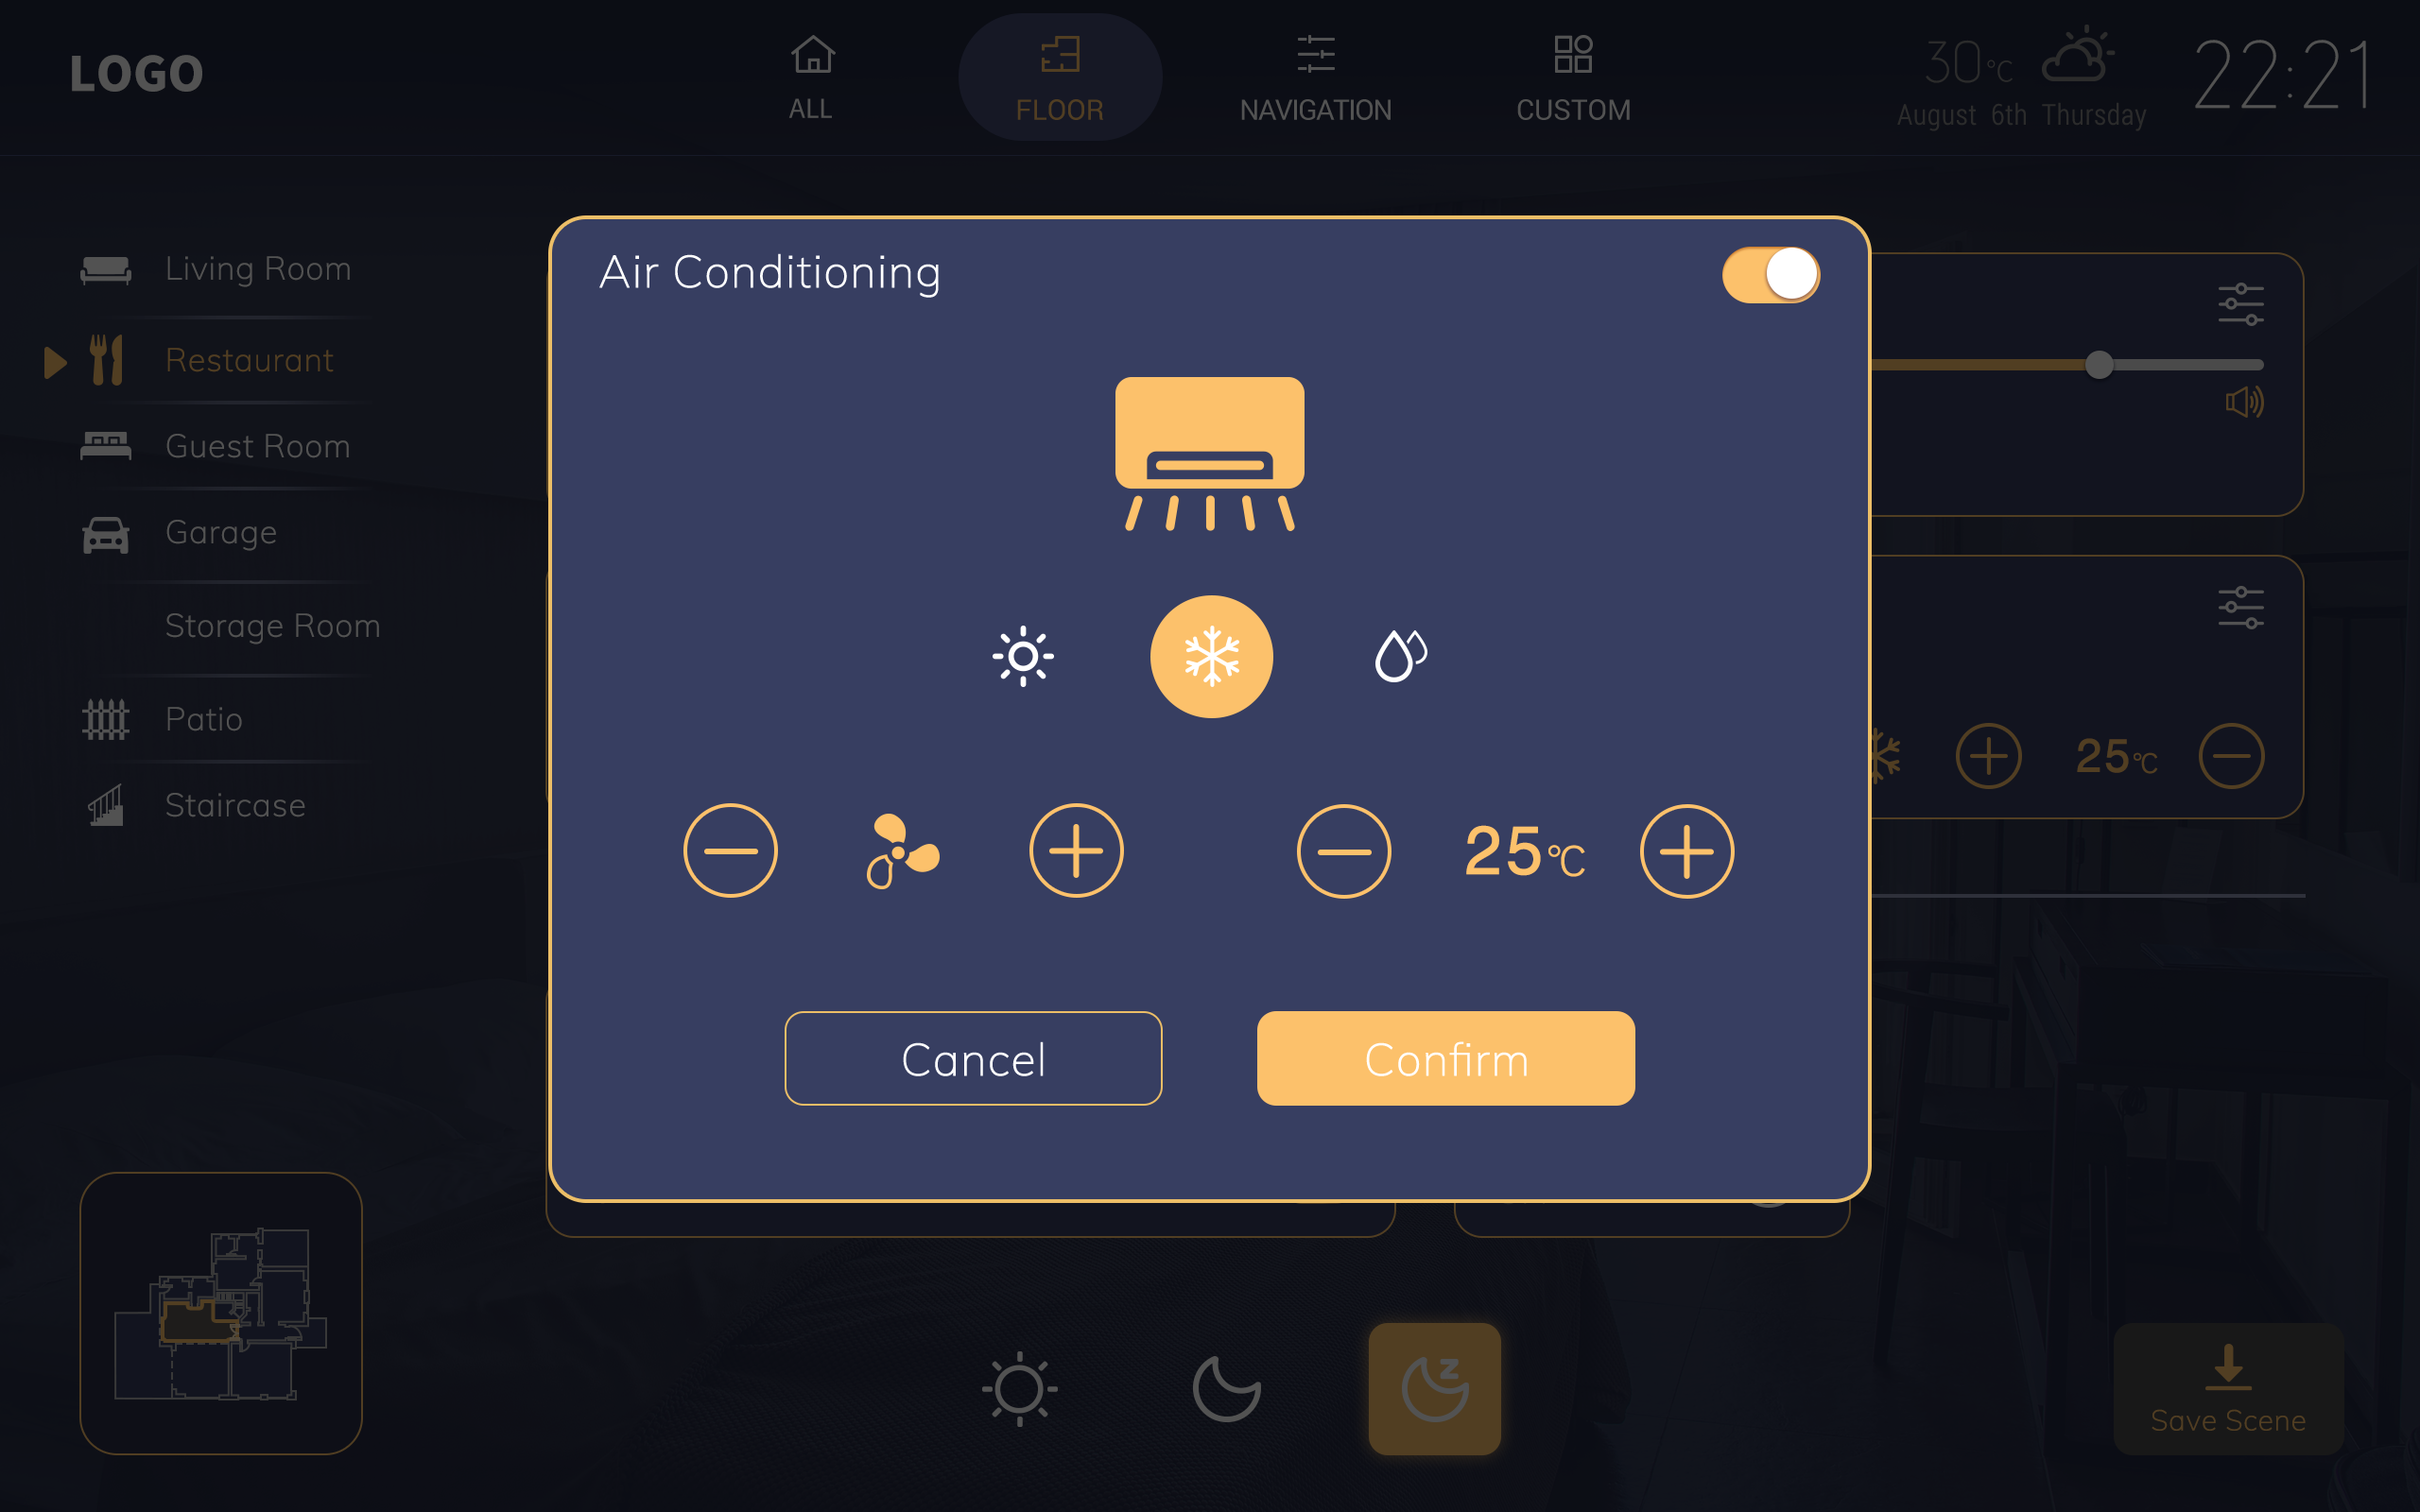 LOGO
ALL
FLOOR
NAVIGATION
CUSTOM
30°C
August 6th Thursday
22:21
Living Room
Restaurant
Guest Room
Garage
Storage Room
Patio
Staircase
Air Conditioning
25°C
Cancel
Confirm
25°C
Save Scene